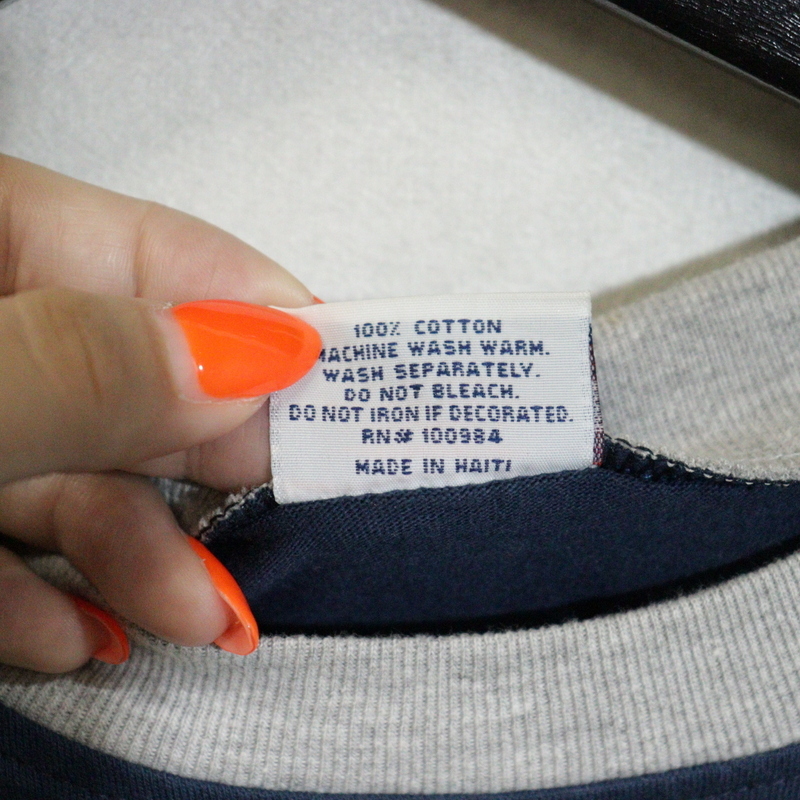 100% COTTON
MACHINE WASH WARM.
WASH SEPARATELY.
DO NOT BLEACH.
DO NOT IRON IF DECORATED.
RN# 100984
MADE IN HAITI